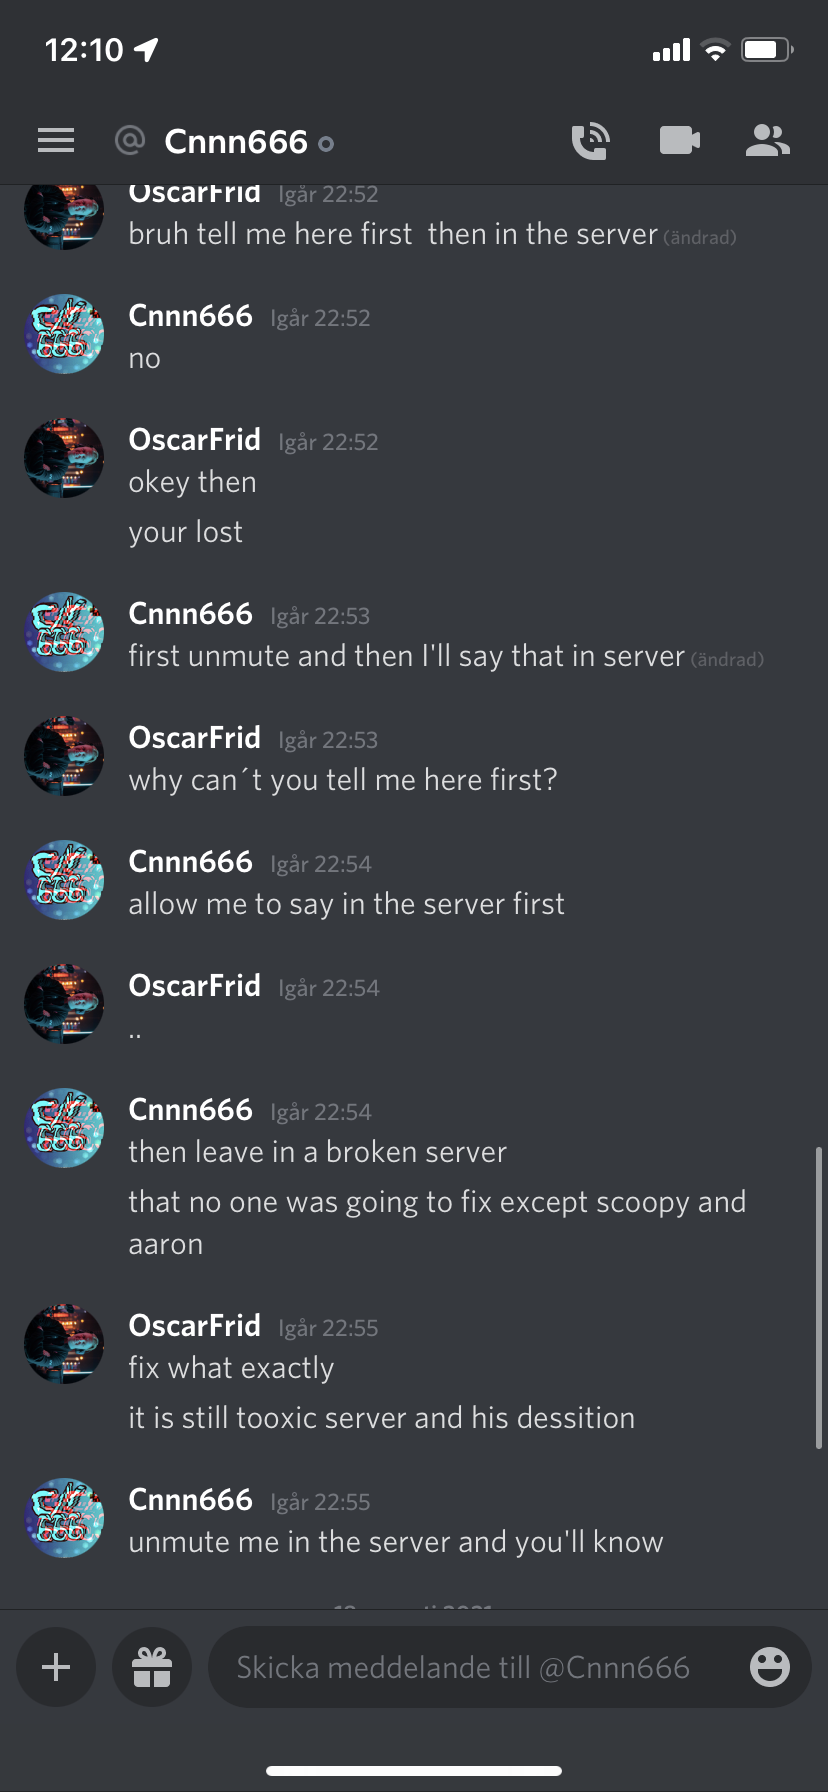 12:10
@ Cnnn666
OscarFrid Igår 22:52
bruh tell me here first  then in the server (ändrad)
Cnnn666 Igår 22:52
no
OscarFrid Igår 22:52
okey then
your lost
Cnnn666 Igår 22:53
first unmute and then I'll say that in server (ändrad)
OscarFrid Igår 22:53
why can´t you tell me here first?
Cnnn666 Igår 22:54
allow me to say in the server first
OscarFrid Igår 22:54
..
Cnnn666 Igår 22:54
then leave in a broken server
that no one was going to fix except scoopy and
aaron
OscarFrid Igår 22:55
fix what exactly
it is still tooxic server and his dessition
Cnnn666 Igår 22:55
unmute me in the server and you'll know
Skicka meddelande till @Cnnn666